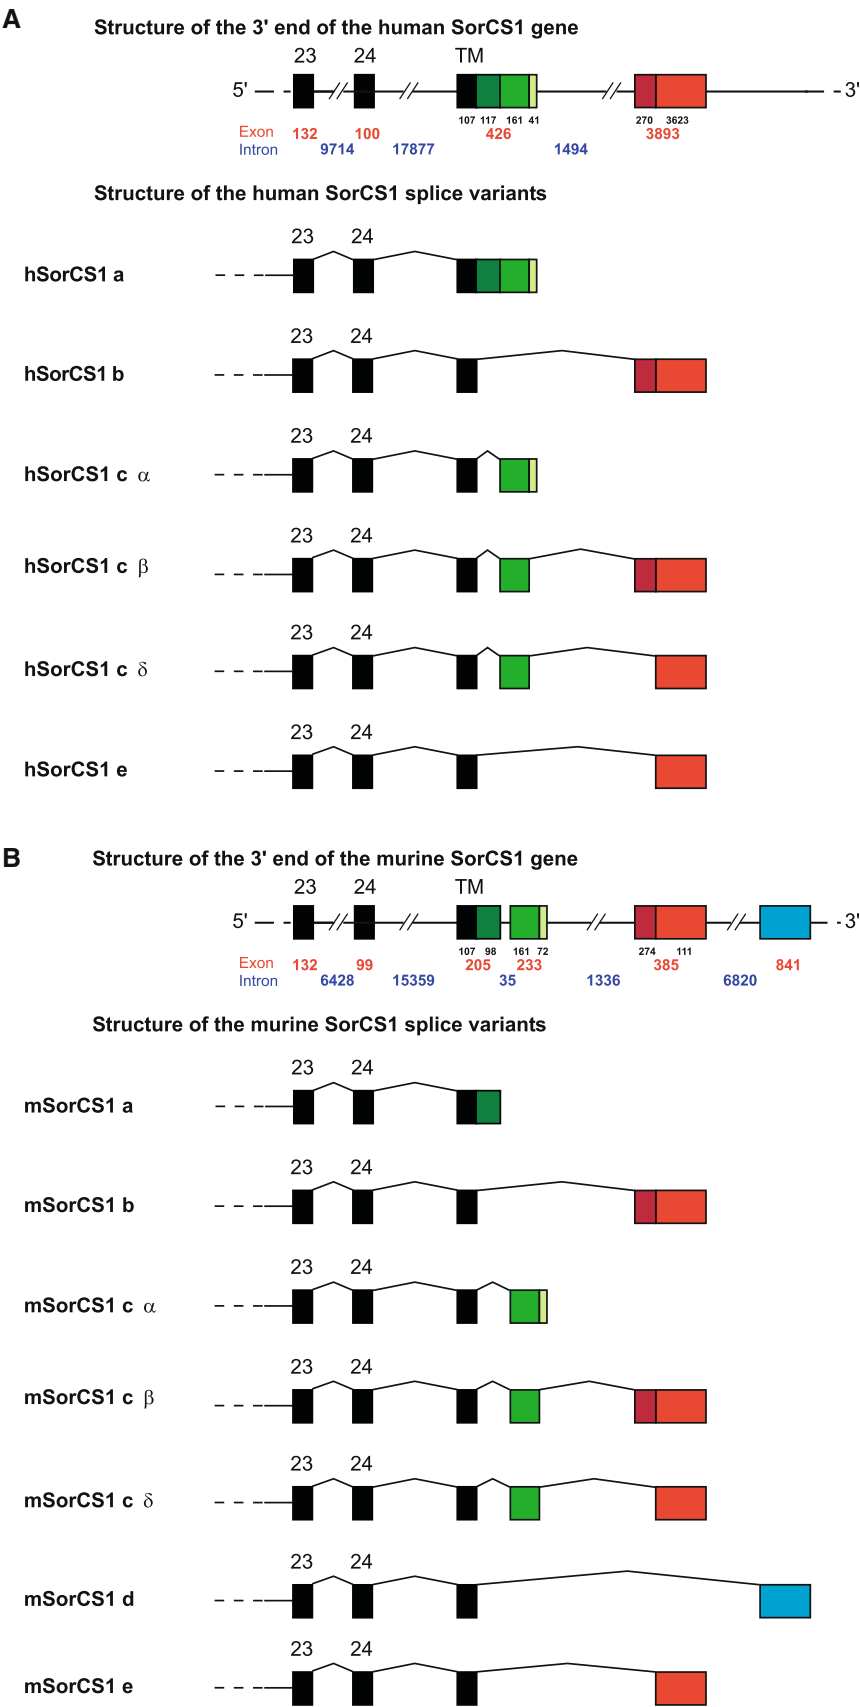 A
Structure of the 3' end of the human SorCS1 gene
23 24 TM
5' 3'
107 117 161 41 270 3623
Exon 132 100 426 3893
Intron 9714 17877 1494
Structure of the human SorCS1 splice variants
23 24
hSorCS1 a
23 24
hSorCS1 b
23 24
hSorCS1 c α
23 24
hSorCS1 c β
23 24
hSorCS1 c δ
23 24
hSorCS1 e
B
Structure of the 3' end of the murine SorCS1 gene
23 24 TM
5' 3'
107 98 161 72 274 111
Exon 132 99 205 233 385 841
Intron 6428 15359 35 1336 6820
Structure of the murine SorCS1 splice variants
23 24
mSorCS1 a
23 24
mSorCS1 b
23 24
mSorCS1 c α
23 24
mSorCS1 c β
23 24
mSorCS1 c δ
23 24
mSorCS1 d
23 24
mSorCS1 e